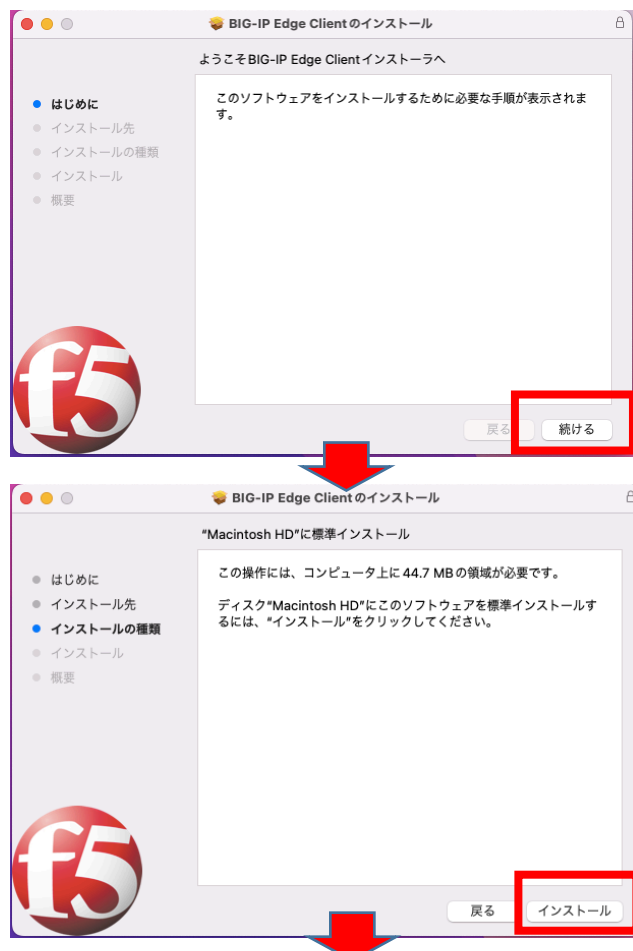 BIG-IP Edge Clientのインストール
ようこそBIG-IP Edge Clientインストーラへ
はじめに
インストール先
インストールの種類
インストール
概要
このソフトウェアをインストールするために必要な手順が表示されま
す。
f5
戻る
続ける
BIG-IP Edge Clientのインストール
“Macintosh HD”に標準インストール
はじめに
インストール先
インストールの種類
インストール
概要
この操作には、コンピュータ上に44.7 MBの領域が必要です。
ディスク“Macintosh HD”にこのソフトウェアを標準インストールす
るには、“インストール”をクリックしてください。
f5
戻る
インストール